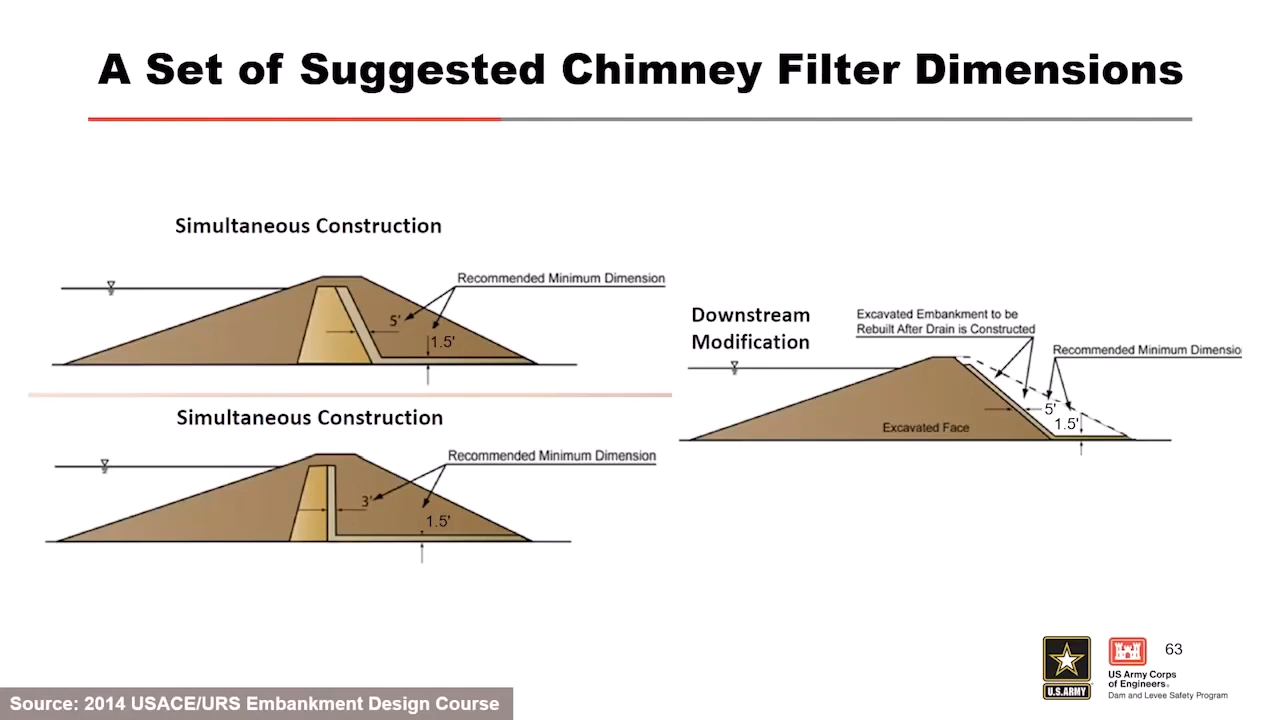 A Set of Suggested Chimney Filter Dimensions
Simultaneous Construction
Recommended Minimum Dimension
5'
1.5'
Simultaneous Construction
Recommended Minimum Dimension
3'
1.5'
Downstream
Modification
Excavated Embankment to be
Rebuilt After Drain is Constructed
Recommended Minimum Dimensio
5'
1.5'
Excavated Face
U.S.ARMY
US Army Corps
of Engineers®
Dam and Levee Safety Program
63
Source: 2014 USACE/URS Embankment Design Course